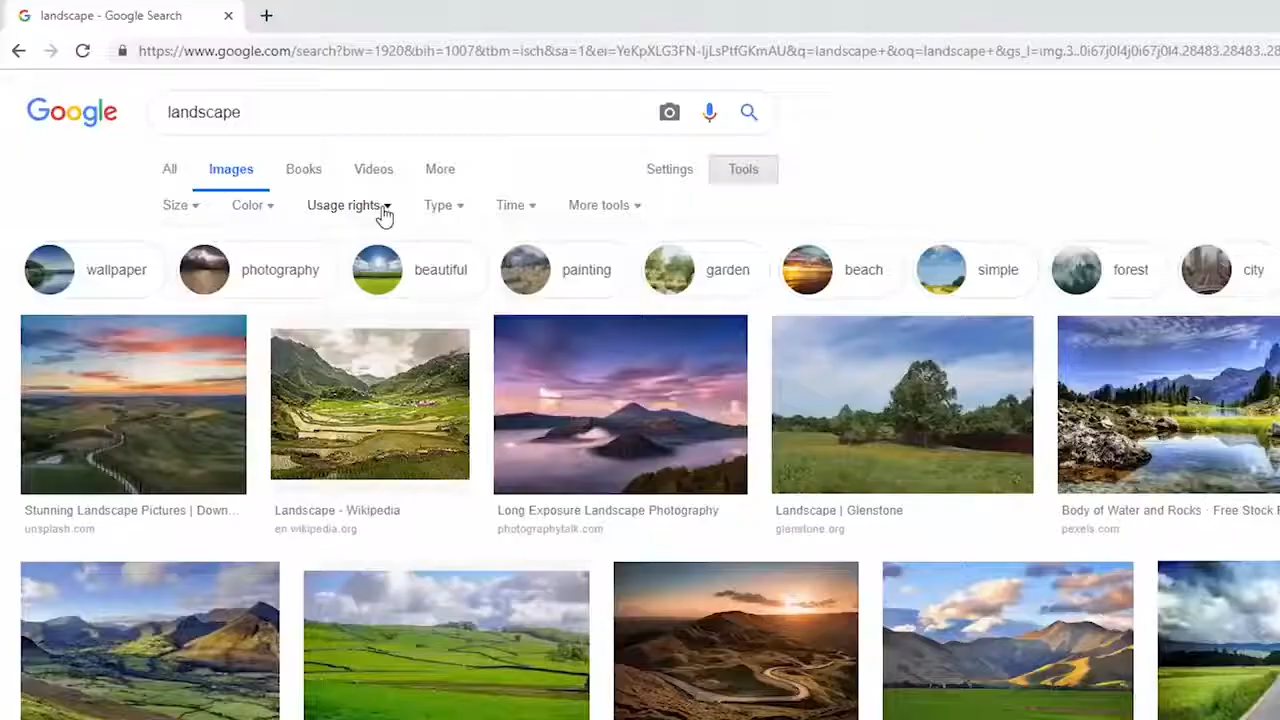 landscape - Google Search
https://www.google.com/search?biw=1920&bih=1007&tbm=isch&sa=1&ei=YeKpXLG3FN-IjLsPtfGKmAU&q=landscape+&oq=landscape+&gs_l=img.3..0i67j0l4j0i67j0l4.28483.28483..28
Google landscape
All Images Books Videos More Settings Tools
Size Color Usage rights Type Time More tools
wallpaper photography beautiful painting garden beach simple forest city
Stunning Landscape Pictures | Down...
unsplash.com
Landscape - Wikipedia
en.wikipedia.org
Long Exposure Landscape Photography
photographytalk.com
Landscape | Glenstone
glenstone.org
Body of Water and Rocks · Free Stock
pexels.com